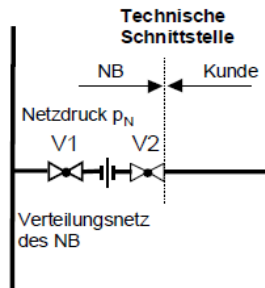 Technische
Schnittstelle
NB Kunde
Netzdruck pN
V1 V2
Verteilungsnetz
des NB